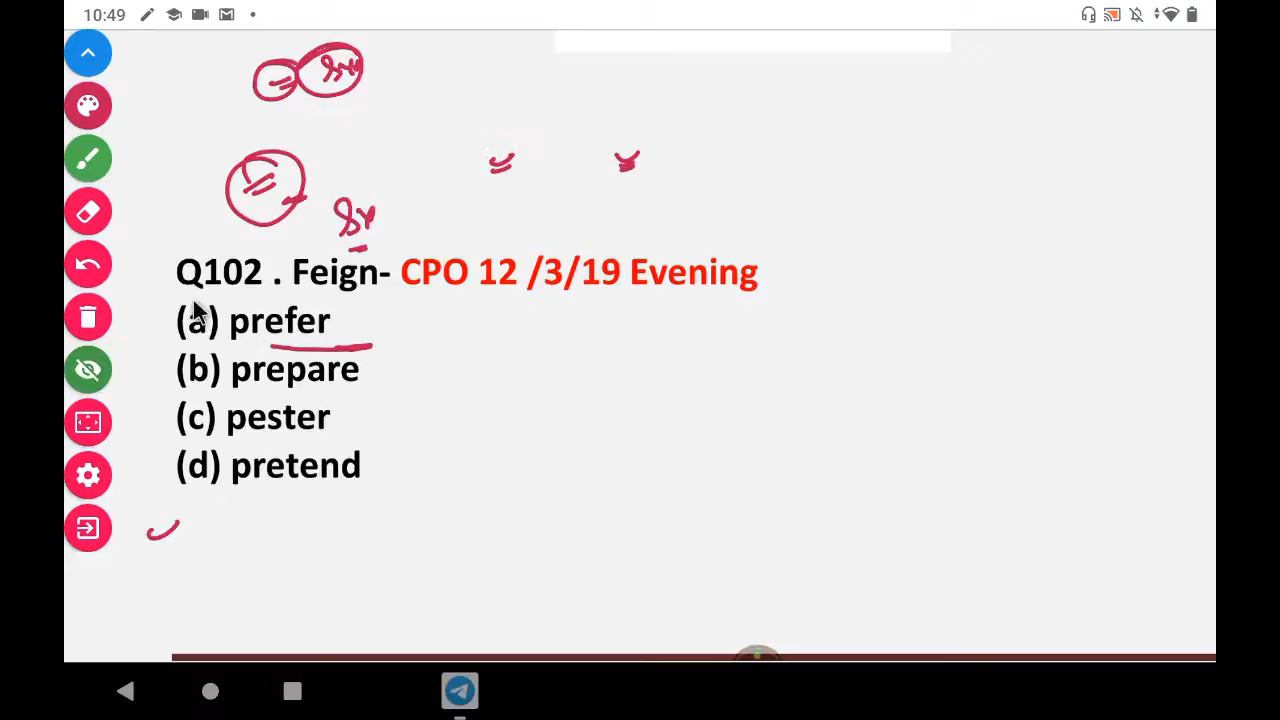 10:49
Q102 . Feign- CPO 12 /3/19 Evening
(a) prefer
(b) prepare
(c) pester
(d) pretend